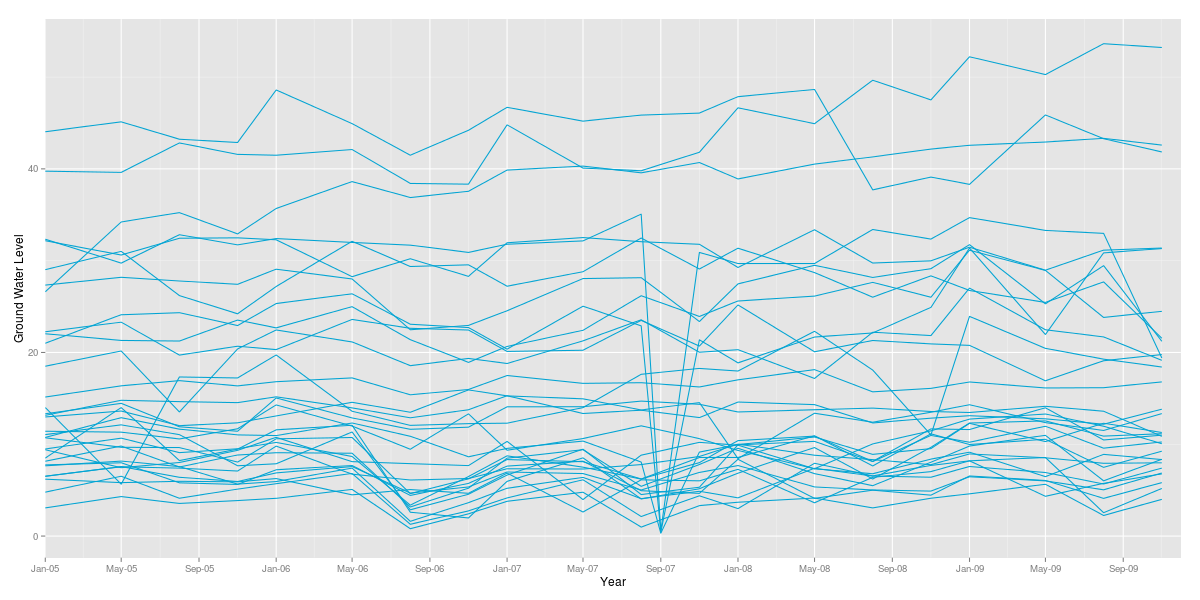 Ground Water Level
40
20
0
Jan-05 May-05 Sep-05 Jan-06 May-06 Sep-06 Jan-07 May-07 Sep-07 Jan-08 May-08 Sep-08 Jan-09 May-09 Sep-09
Year